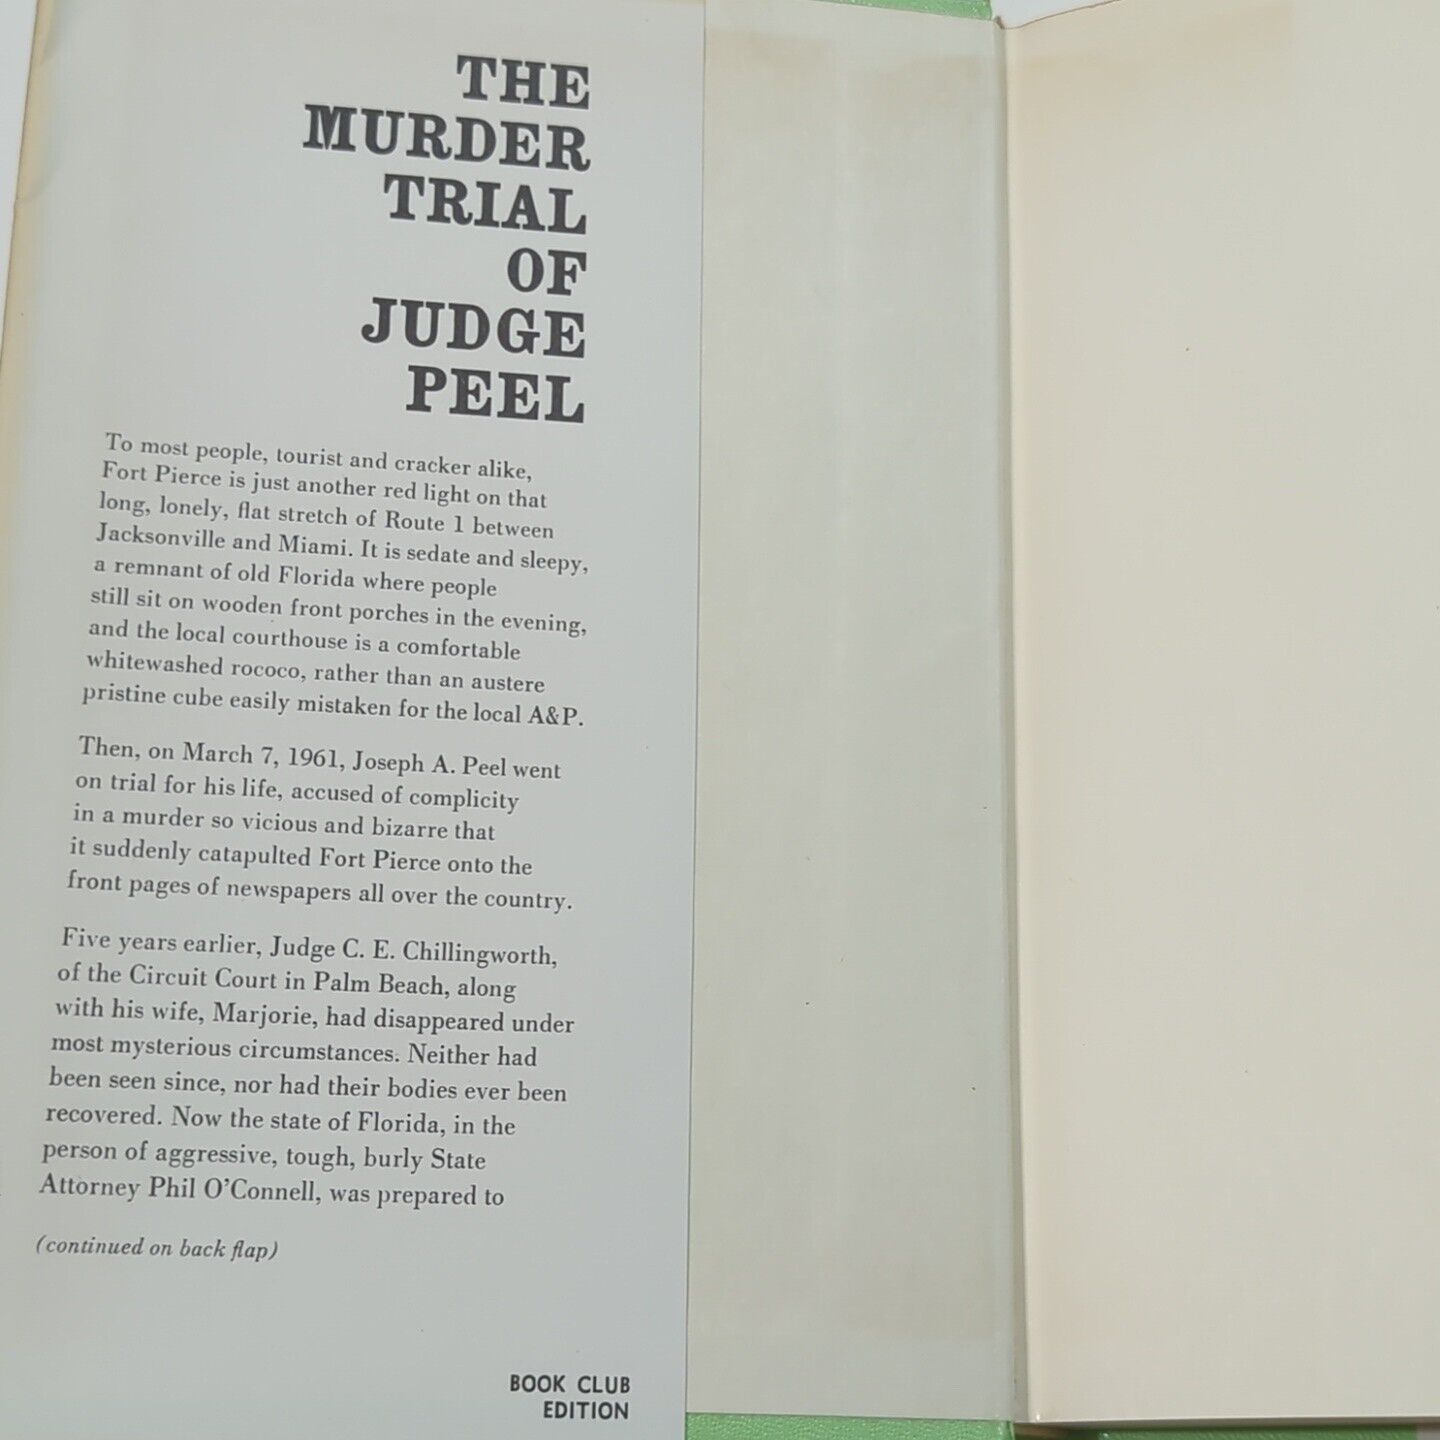 THE
MURDER
TRIAL
OF
JUDGE
PEEL
To most people, tourist and cracker alike,
Fort Pierce is just another red light on that
long, lonely, flat stretch of Route 1 between
Jacksonville and Miami. It is sedate and sleepy,
a remnant of old Florida where people
still sit on wooden front porches in the evening,
and the local courthouse is a comfortable
whitewashed rococo, rather than an austere
pristine cube easily mistaken for the local A&P.
Then, on March 7, 1961, Joseph A. Peel went
on trial for his life, accused of complicity
in a murder so vicious and bizarre that
it suddenly catapulted Fort Pierce onto the
front pages of newspapers all over the country.
Five years earlier, Judge C. E. Chillingworth,
of the Circuit Court in Palm Beach, along
with his wife, Marjorie, had disappeared under
most mysterious circumstances. Neither had
been seen since, nor had their bodies ever been
recovered. Now the state of Florida, in the
person of aggressive, tough, burly State
Attorney Phil O'Connell, was prepared to
(continued on back flap)
BOOK CLUB
EDITION